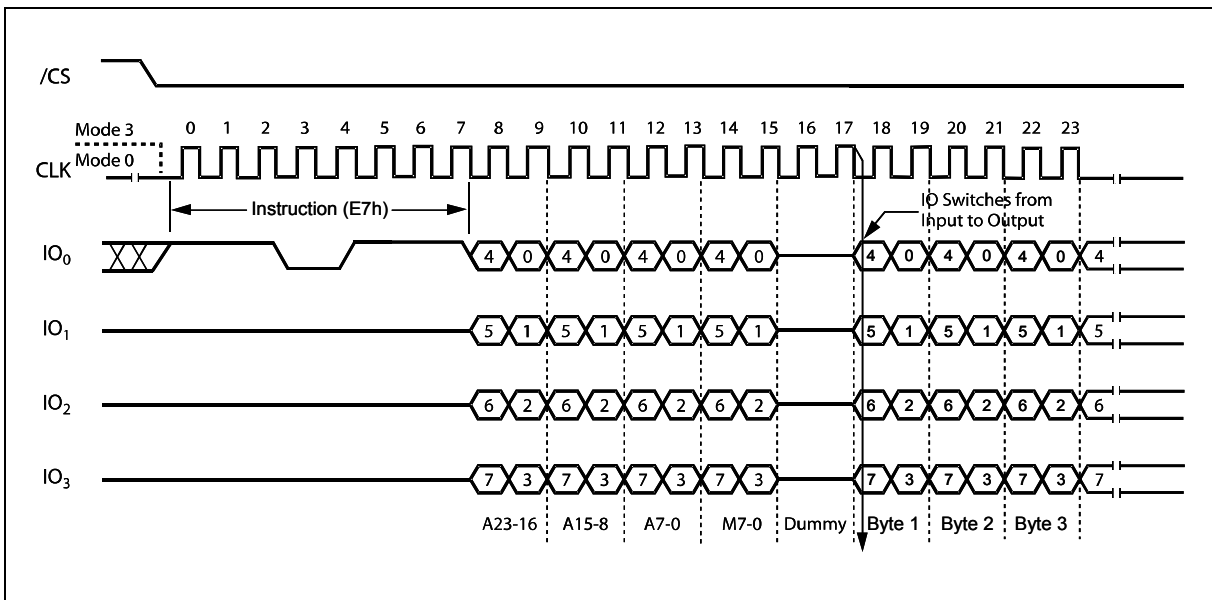 /CS
Mode 3
0 1 2 3 4 5 6 7 8 9 10 11 12 13 14 15 16 17 18 19 20 21 22 23
CLK
Mode 0
Instruction (E7h)
IO Switches from
Input to Output
IO0
4 0 4 0 4 0 4 0 4 0 4 0 4 0 4
IO1
5 1 5 1 5 1 5 1 5 1 5 1 5 1 5
IO2
6 2 6 2 6 2 6 2 6 2 6 2 6 2 6
IO3
7 3 7 3 7 3 7 3 7 3 7 3 7 3 7
A23-16 A15-8 A7-0 M7-0 Dummy Byte 1 Byte 2 Byte 3